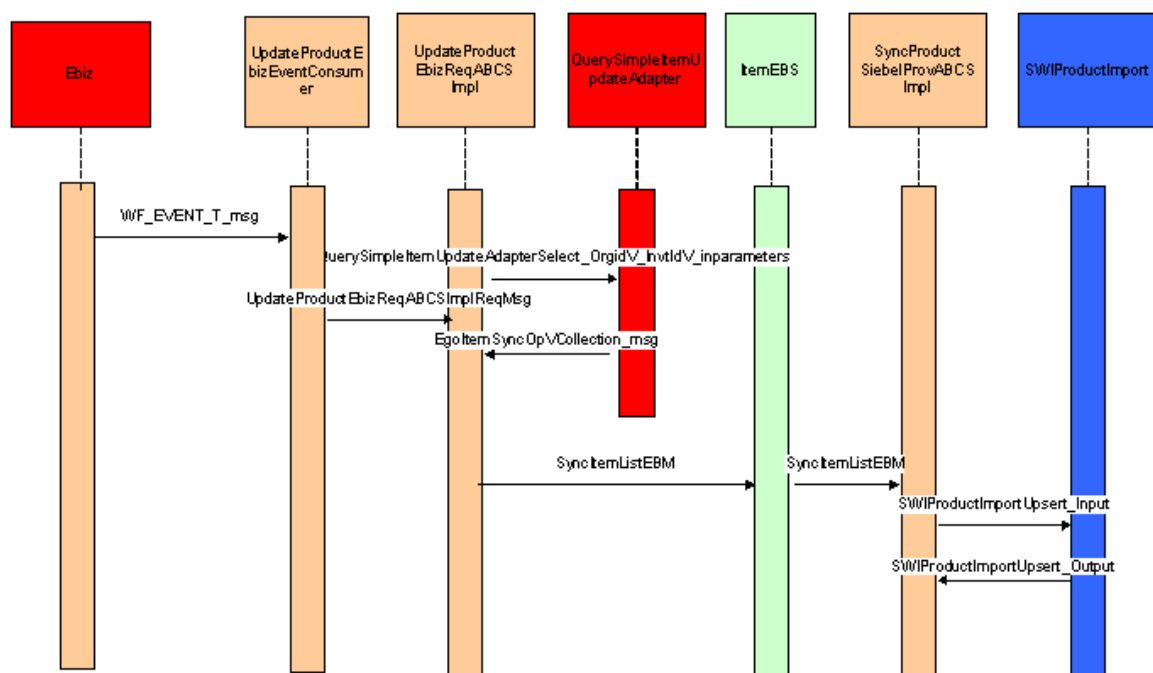 Ebiz
UpdateProductE
bizEventConsum
er
UpdateProduct
EbizReqABCS
Impl
QuerySimpleItemU
pdateAdapter
ItemEBS
SyncProduct
SiebelProvABCS
Impl
SWIProductImport
WF_EVENT_T_msg
QuerySimpleItemUpdateAdapterSelect_OrgidV_InvtIdV_inparameters
UpdateProductEbizReqABCSImplReqMsg
EgoItemSyncOpVCollection_msg
SyncItemListEBM
SyncItemListEBM
SWIProductImportUpsert_Input
SWIProductImportUpsert_Output